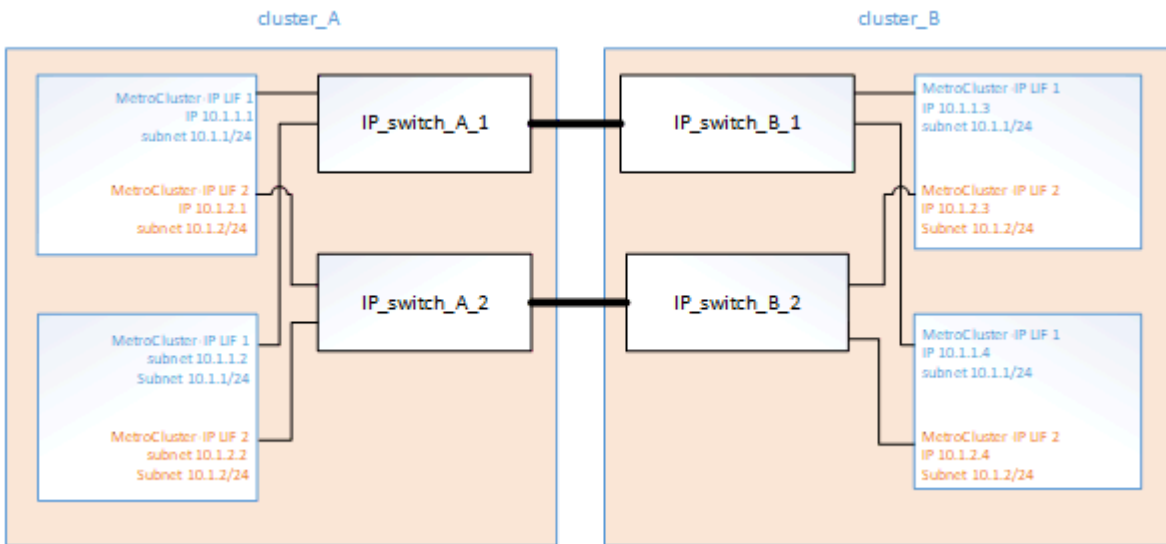 cluster_A
cluster_B
MetroCluster-IP LIF 1
IP 10.1.1.1
subnet 10.1.1/24
MetroCluster-IP LIF 2
IP 10.1.2.1
subnet 10.1.2/24
IP_switch_A_1
IP_switch_B_1
MetroCluster-IP LIF 1
IP 10.1.1.3
subnet 10.1.1/24
MetroCluster-IP LIF 2
IP 10.1.2.3
Subnet 10.1.2/24
MetroCluster-IP LIF 1
subnet 10.1.1.2
Subnet 10.1.1/24
MetroCluster-IP LIF 2
subnet 10.1.2.2
Subnet 10.1.2/24
IP_switch_A_2
IP_switch_B_2
MetroCluster-IP LIF 1
IP 10.1.1.4
subnet 10.1.1/24
MetroCluster-IP LIF 2
IP 10.1.2.4
Subnet 10.1.2/24